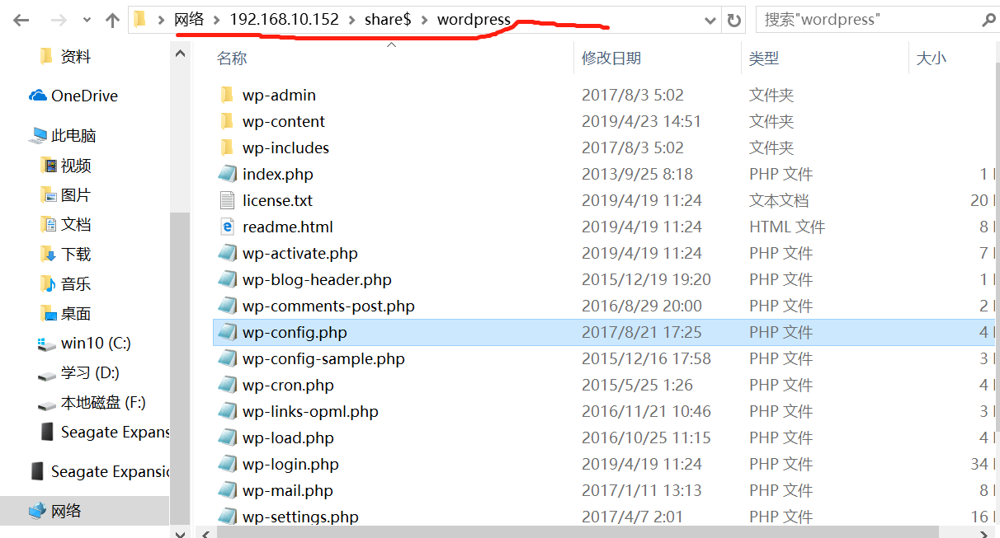 网络 > 192.168.10.152 > share$ > wordpress
搜索"wordpress"
资料
OneDrive
此电脑
视频
图片
文档
下载
音乐
桌面
win10 (C:)
学习 (D:)
本地磁盘 (F:)
Seagate Expans
Seagate Expansio
网络
名称 修改日期 类型 大小
wp-admin 2017/8/3 5:02 文件夹
wp-content 2019/4/23 14:51 文件夹
wp-includes 2017/8/3 5:02 文件夹
index.php 2013/9/25 8:18 PHP 文件 1
license.txt 2019/4/19 11:24 文本文档 20
readme.html 2019/4/19 11:24 HTML 文件 8
wp-activate.php 2019/4/19 11:24 PHP 文件 7
wp-blog-header.php 2015/12/19 19:20 PHP 文件 1
wp-comments-post.php 2016/8/29 20:00 PHP 文件 2
wp-config.php 2017/8/21 17:25 PHP 文件 4
wp-config-sample.php 2015/12/16 17:58 PHP 文件 3
wp-cron.php 2015/5/25 1:26 PHP 文件 4
wp-links-opml.php 2016/11/21 10:46 PHP 文件 3
wp-load.php 2016/10/25 11:15 PHP 文件 4
wp-login.php 2019/4/19 11:24 PHP 文件 34
wp-mail.php 2017/1/11 13:13 PHP 文件 8
wp-settings.php 2017/4/7 2:01 PHP 文件 16